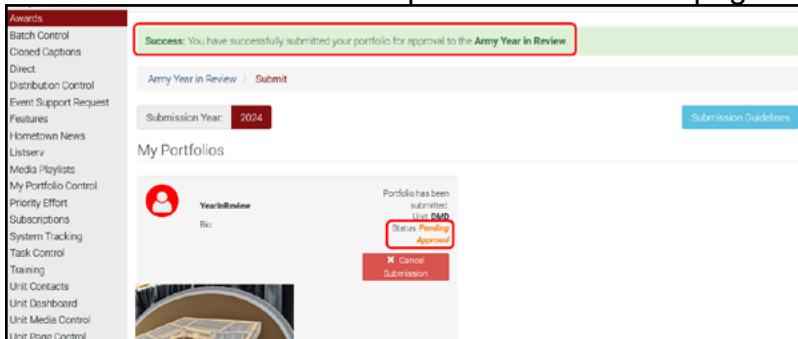 Awards
Batch Control
Closed Captions
Direct
Distribution Control
Event Support Request
Features
Hometown News
Listserv
Media Playlists
My Portfolio Control
Priority Effort
Subscriptions
System Tracking
Task Control
Training
Unit Contacts
Unit Dashboard
Unit Media Control
Unit Page Control
Success: You have successfully submitted your portfolio for approval to the Army Year in Review
Army Year in Review Submit
Submission Year: 2024
Submission Guidelines
My Portfolios
YearInReview
Bio:
Portfolio has been
submitted.
Unit: DMD
Status: Pending
Approval
✖ Cancel
Submission